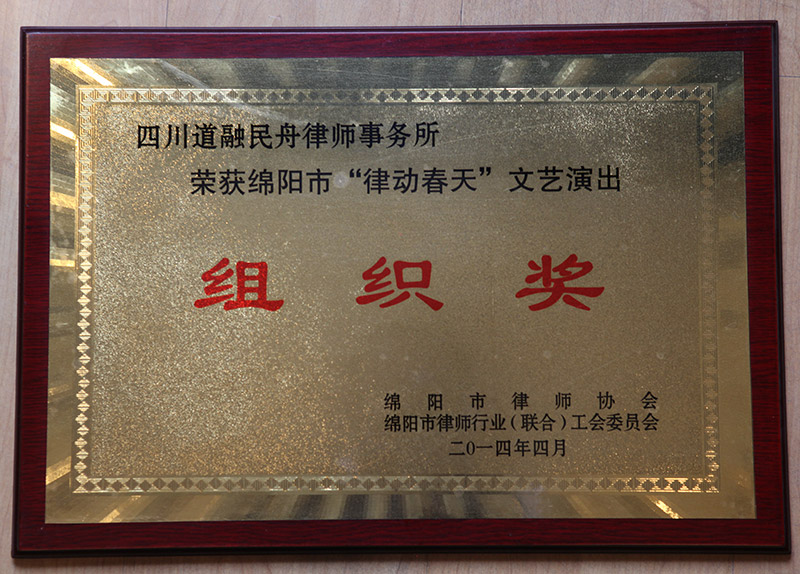 四川道融民舟律师事务所
荣获绵阳市“律动春天”文艺演出
组织奖
绵阳市律师协会
绵阳市律师行业（联合）工会委员会
二0一四年四月